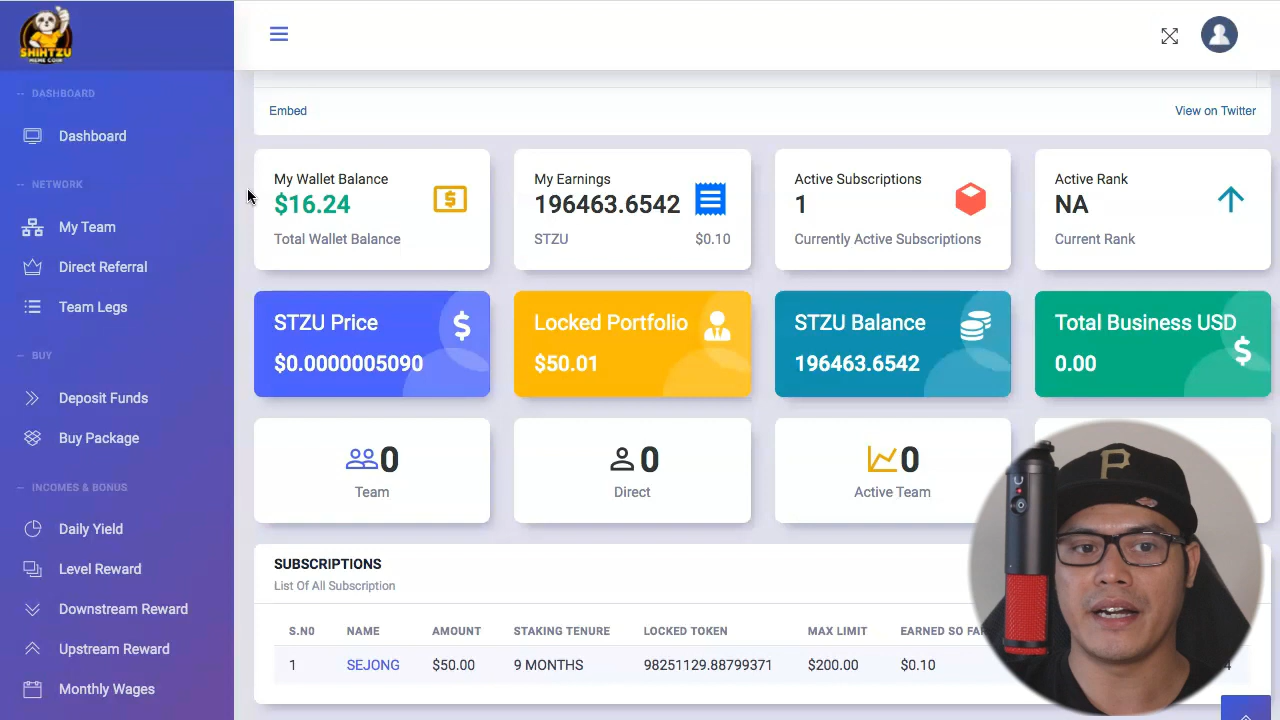 SHIHTZU
MEME COIN
-- DASHBOARD
Dashboard
-- NETWORK
My Team
Direct Referral
Team Legs
-- BUY
Deposit Funds
Buy Package
-- INCOMES & BONUS
Daily Yield
Level Reward
Downstream Reward
Upstream Reward
Monthly Wages
Embed
View on Twitter
My Wallet Balance
$16.24
Total Wallet Balance
My Earnings
196463.6542
STZU $0.10
Active Subscriptions
1
Currently Active Subscriptions
Active Rank
NA
Current Rank
STZU Price
$0.0000005090
Locked Portfolio
$50.01
STZU Balance
196463.6542
Total Business USD
0.00
0
Team
0
Direct
0
Active Team
SUBSCRIPTIONS
List Of All Subscription
S.N0 NAME AMOUNT STAKING TENURE LOCKED TOKEN MAX LIMIT EARNED SO
1 SEJONG $50.00 9 MONTHS 98251129.88799371 $200.00 $0.10
P